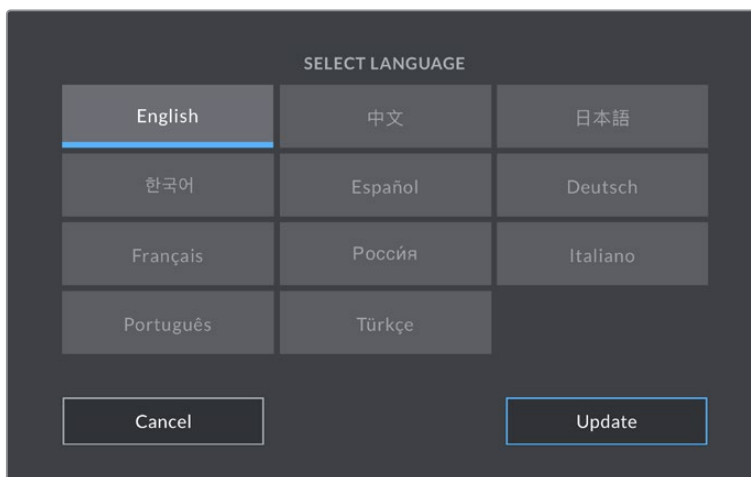 SELECT LANGUAGE
English 中文 日本語
한국어 Español Deutsch
Français Росси́я Italiano
Português Türkçe
Cancel Update